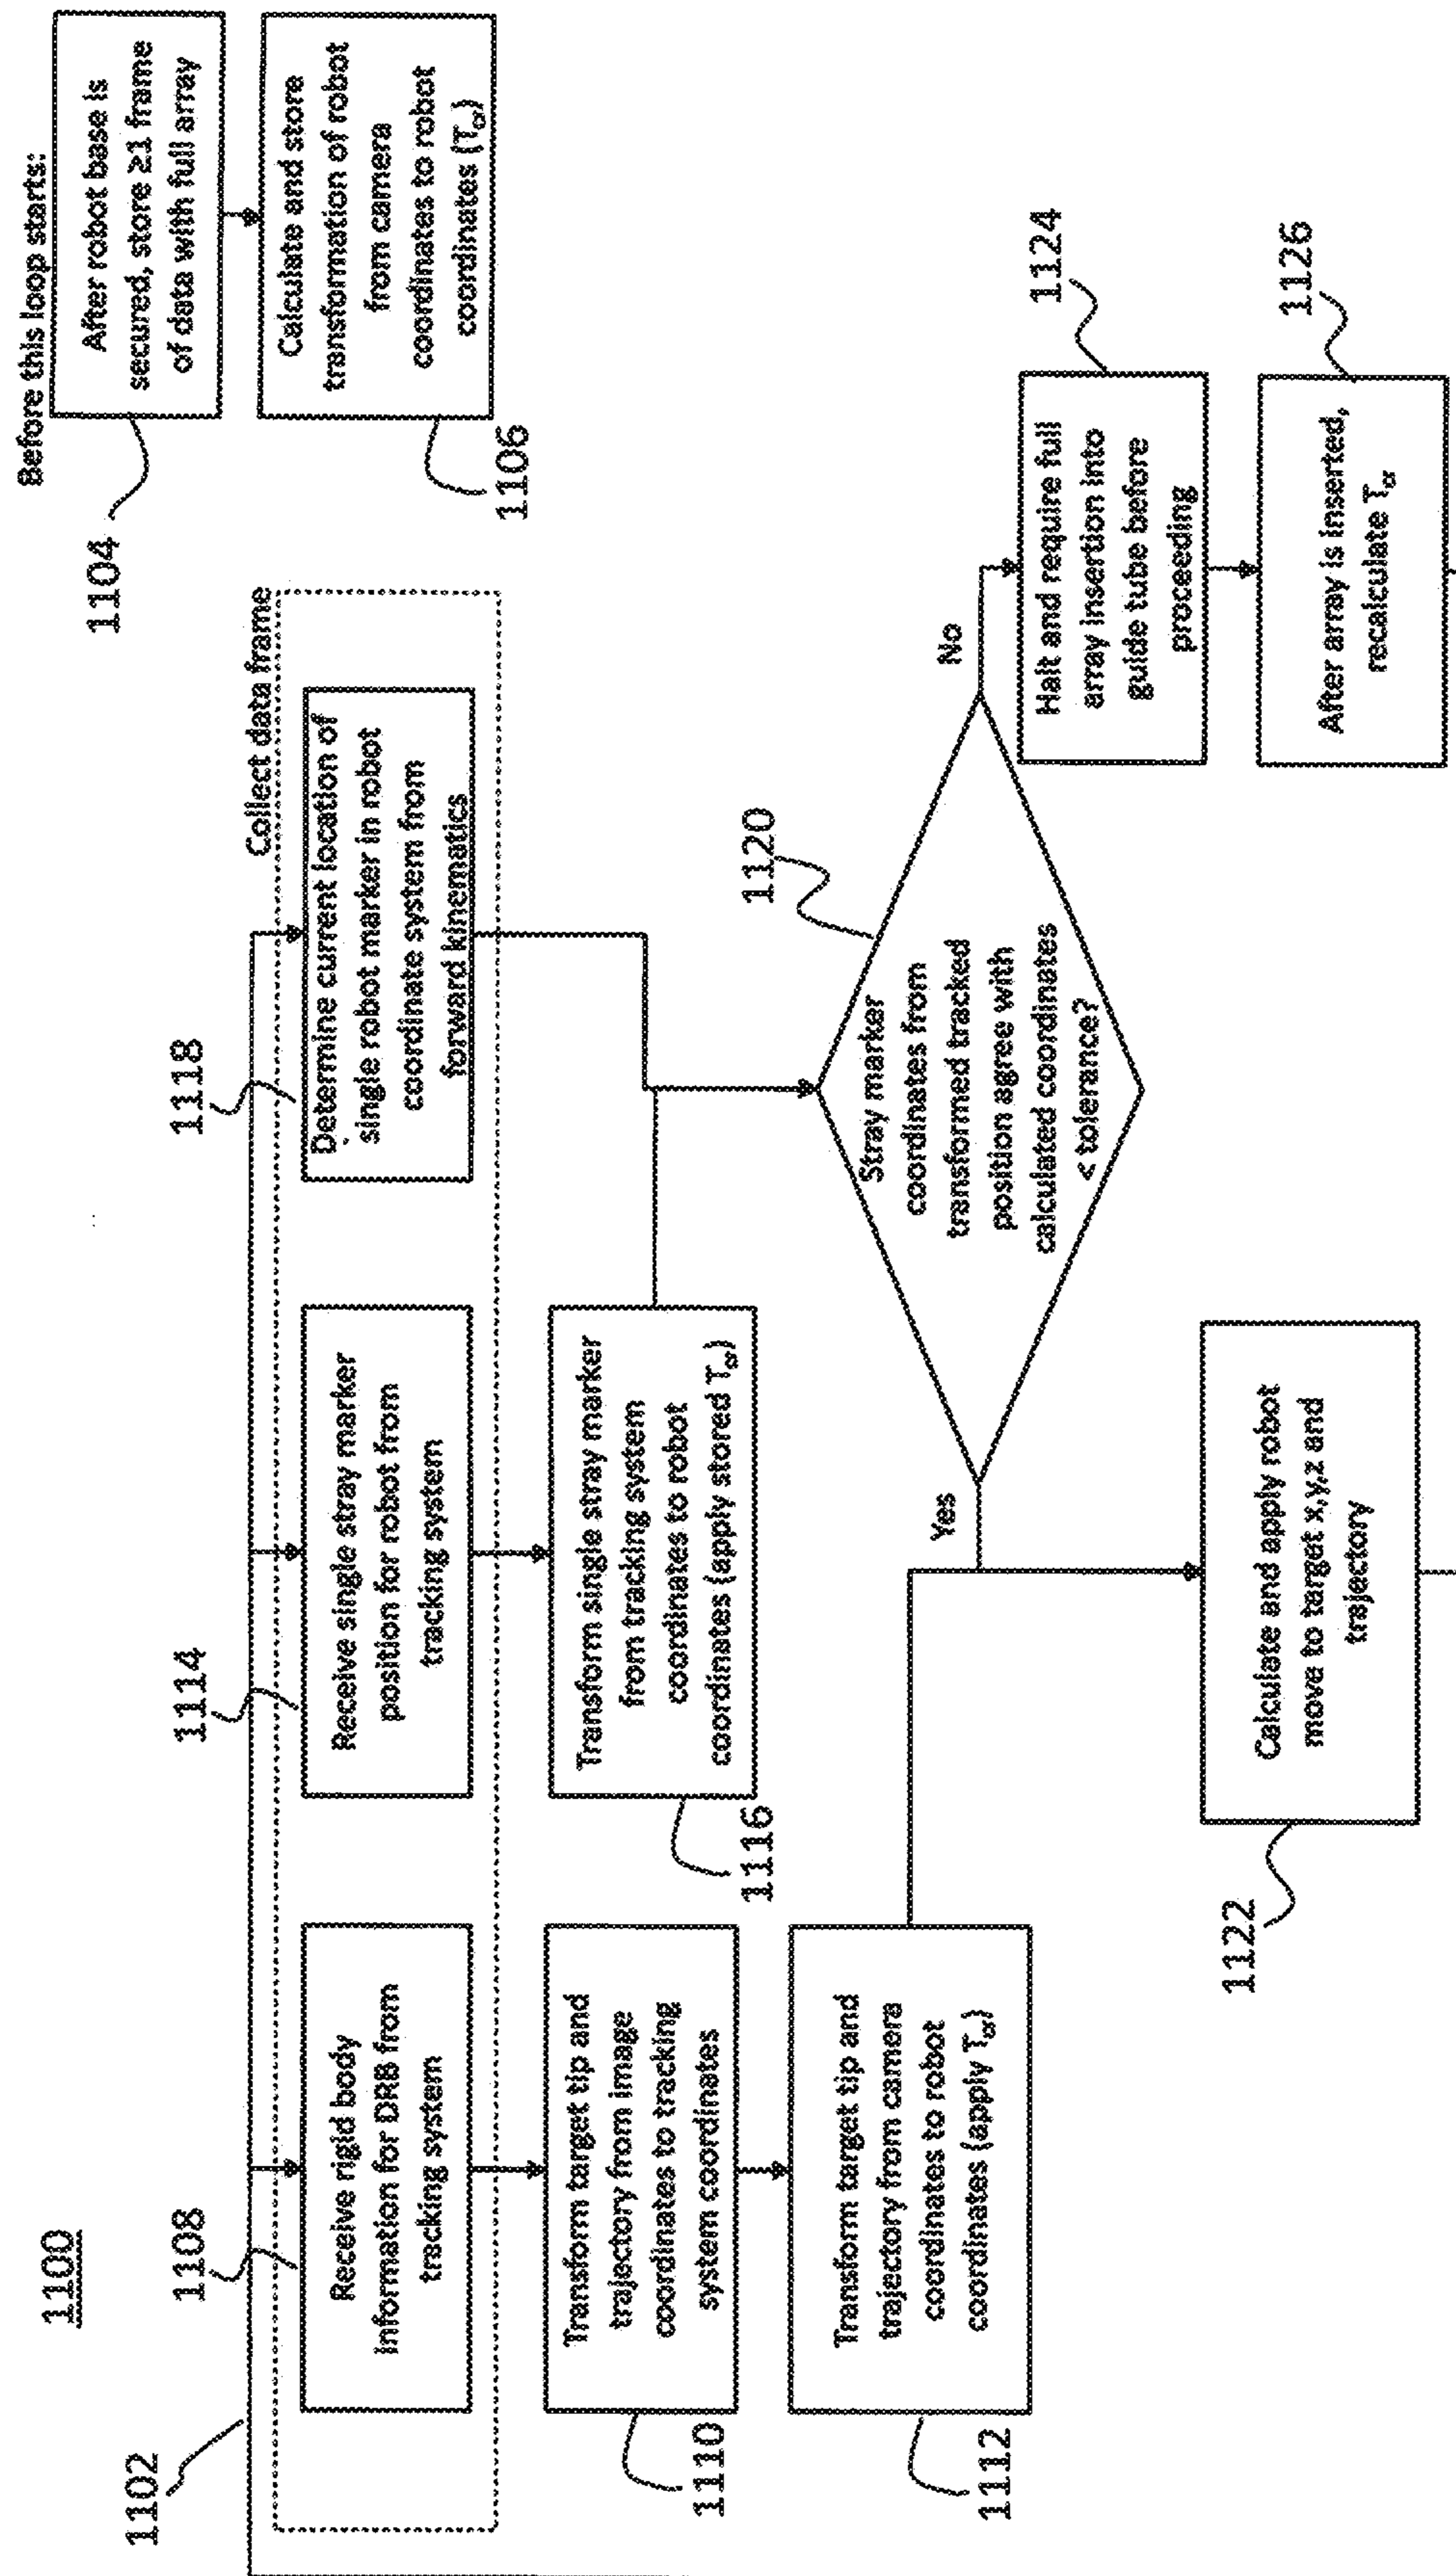 1100
Before this loop starts:
1104
After robot base is
secured, store ≥1 frame
of data with full array
1106
Calculate and store
transformation of robot
from camera
coordinates to robot
coordinates (Tcr)
1102
Collect data frame
1108
Receive rigid body
Information for DRB from
tracking system
1114
Receive single stray marker
position for robot from
tracking system
1118
Determine current location of
single robot marker in robot
coordinate system from
forward kinematics
1110
Transform target tip and
trajectory from image
coordinates to tracking
system coordinates
1116
Transform single stray marker
from tracking system
coordinates to robot
coordinates (apply stored Tcr)
1112
Transform target tip and
trajectory from camera
coordinates to robot
coordinates (apply Tcr)
1120
Stray marker
coordinates from
transformed tracked
position agree with
calculated coordinates
< tolerance?
Yes
No
1122
Calculate and apply robot
move to target x,y,z and
trajectory
1124
Halt and require full
array insertion into
guide tube before
proceeding
1126
After array is inserted,
recalculate Tcr